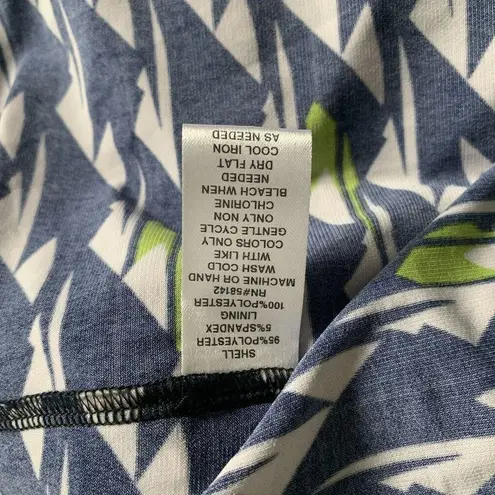 SHELL
95%POLYESTER
5%SPANDEX
LINING
100%POLYESTER
RN#58142
MACHINE OR HAND
WASH COLD
WITH LIKE
COLORS ONLY
GENTLE CYCLE
ONLY NON
CHLORINE
BLEACH WHEN
NEEDED
DRY FLAT
COOL IRON
AS NEEDED